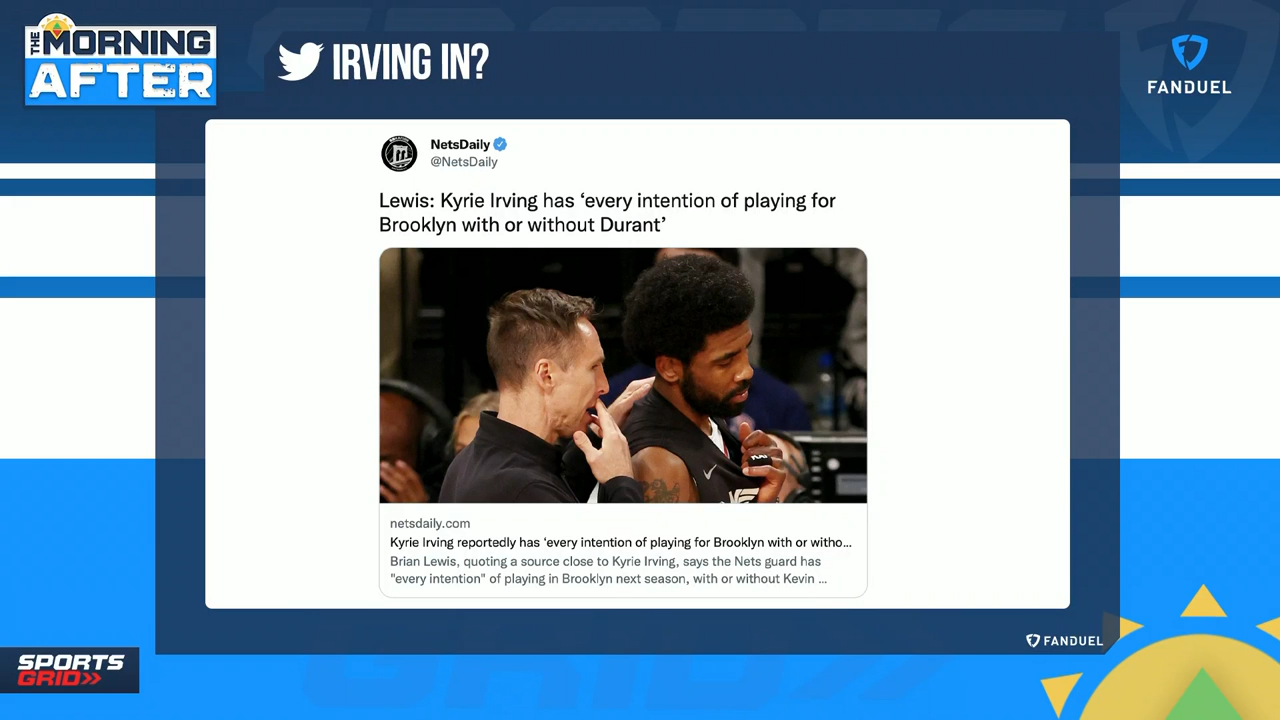 THE
MORNING
AFTER
IRVING IN?
FANDUEL
NetsDaily
@NetsDaily
Lewis: Kyrie Irving has ‘every intention of playing for
Brooklyn with or without Durant’
netsdaily.com
Kyrie Irving reportedly has ‘every intention of playing for Brooklyn with or witho...
Brian Lewis, quoting a source close to Kyrie Irving, says the Nets guard has
"every intention" of playing in Brooklyn next season, with or without Kevin ...
FANDUEL
SPORTS
GRID